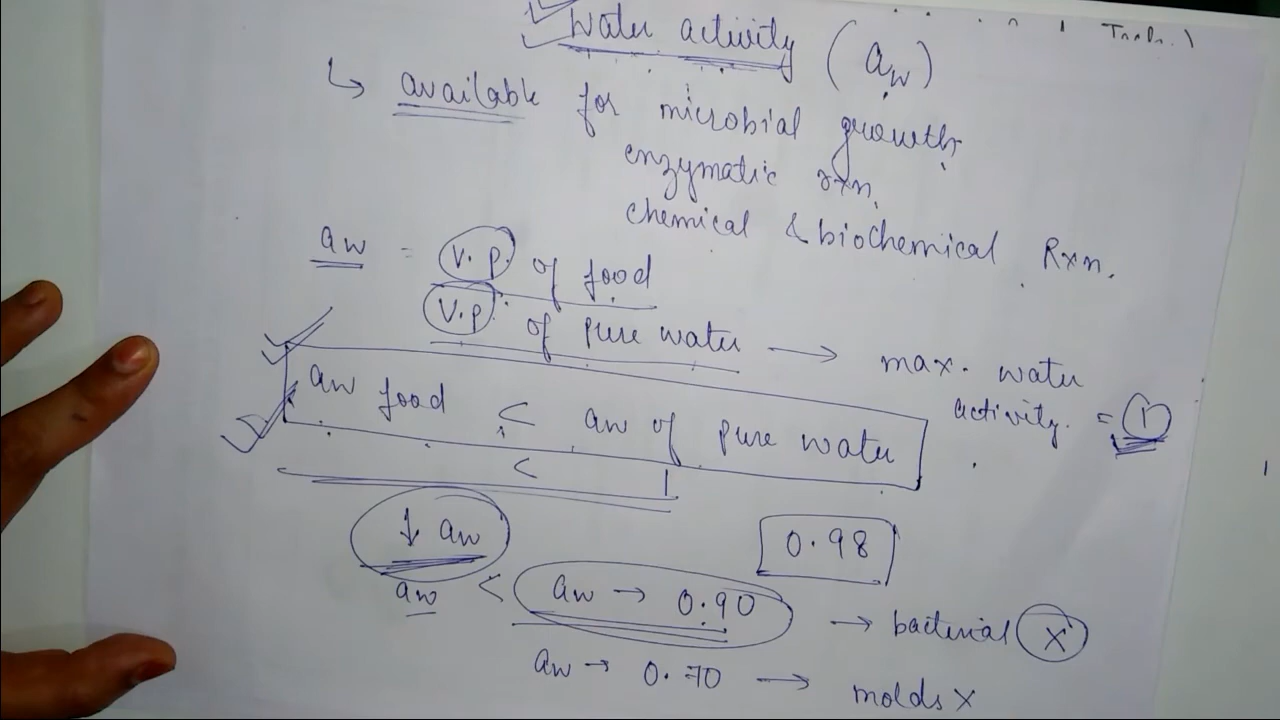 Water activity (aw)
↳ available for microbial growth,
enzymatic rxn,
chemical & biochemical Rxn.
aw = V.p. of food
V.p. of pure water → max. water
activity. = 1
aw food < aw of pure water
< 1
↓ aw
0.98
aw < aw → 0.90 → bacterial X
aw → 0.70 → molds X